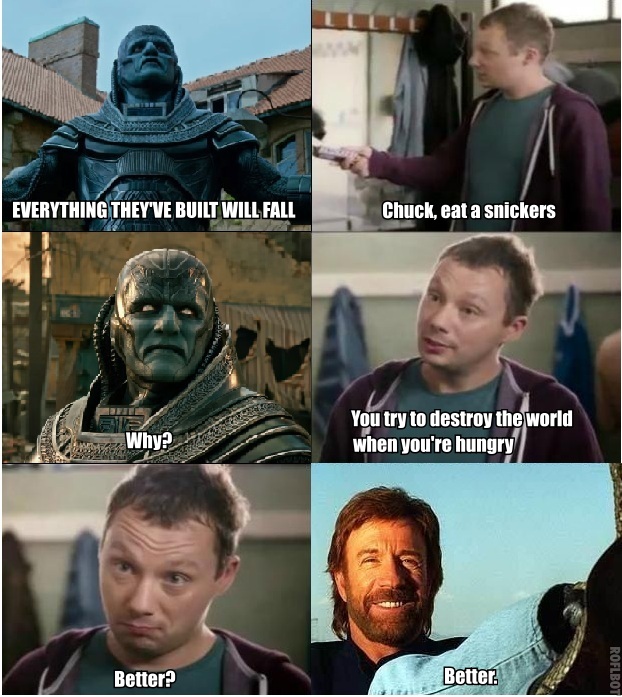 EVERYTHING THEY'VE BUILT WILL FALL
Chuck, eat a snickers
Why?
You try to destroy the world
when you're hungry
Better?
Better.
ROFLBOT